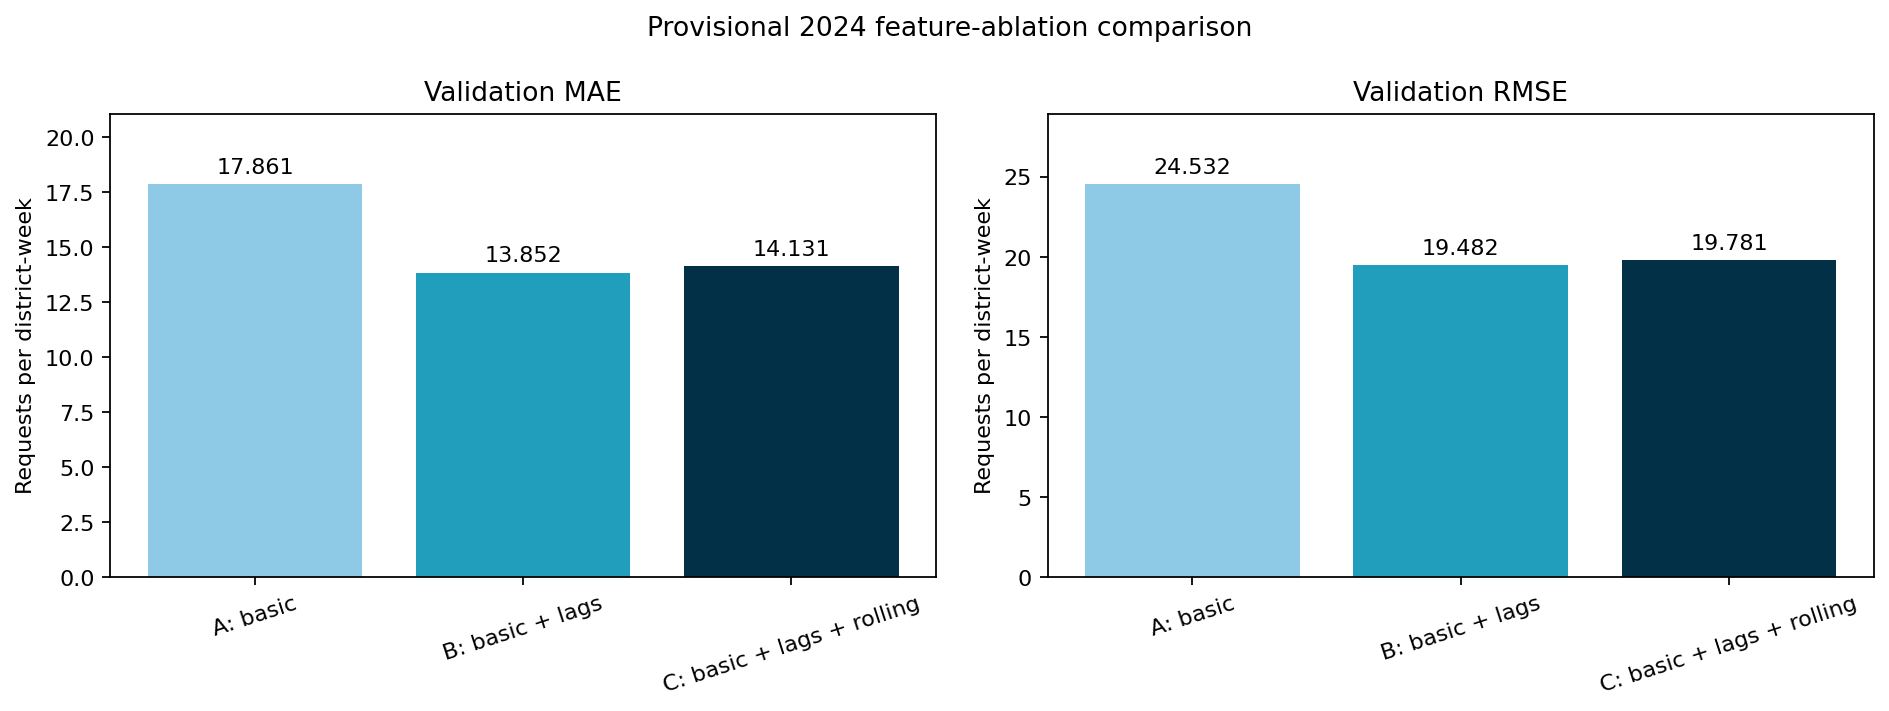 Provisional 2024 feature-ablation comparison
Validation MAE
Requests per district-week
20.0
17.5
15.0
12.5
10.0
7.5
5.0
2.5
0.0
17.861
13.852
14.131
A: basic
B: basic + lags
C: basic + lags + rolling
Validation RMSE
Requests per district-week
25
20
15
10
5
0
24.532
19.482
19.781
A: basic
B: basic + lags
C: basic + lags + rolling